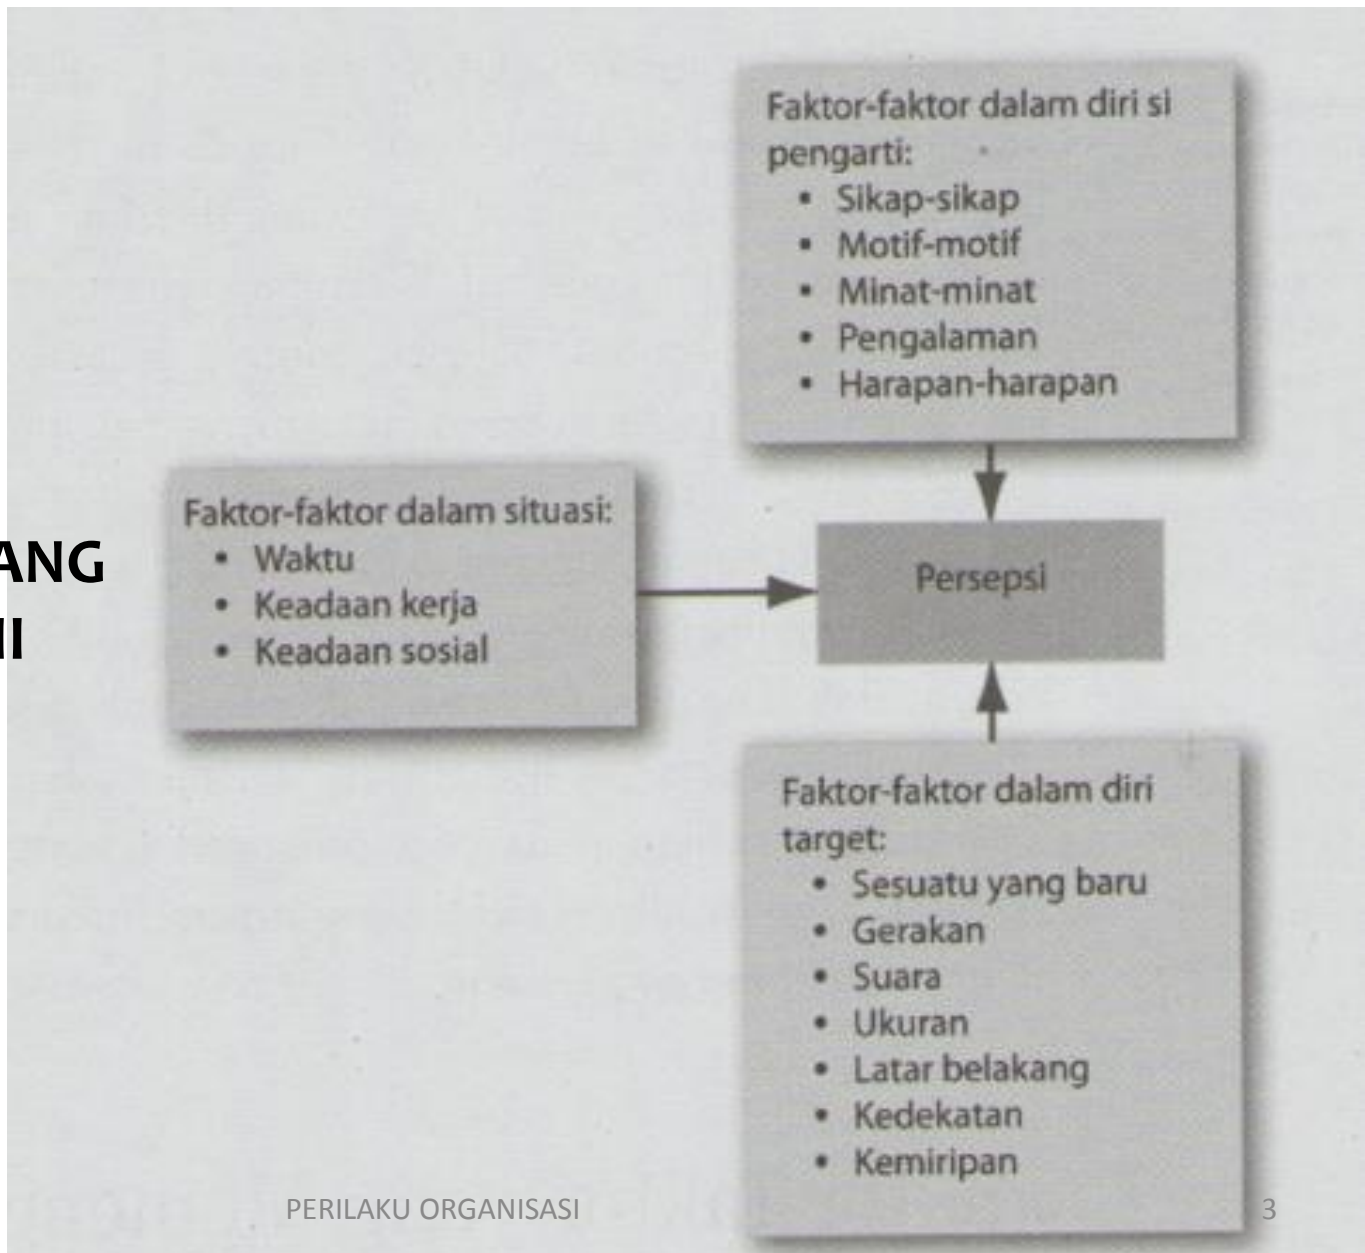 Faktor-faktor dalam diri si
pengarti:
• Sikap-sikap
• Motif-motif
• Minat-minat
• Pengalaman
• Harapan-harapan
Faktor-faktor dalam situasi:
• Waktu
• Keadaan kerja
• Keadaan sosial
ANG
Persepsi
Faktor-faktor dalam diri
target:
• Sesuatu yang baru
• Gerakan
• Suara
• Ukuran
• Latar belakang
• Kedekatan
• Kemiripan
PERILAKU ORGANISASI
3